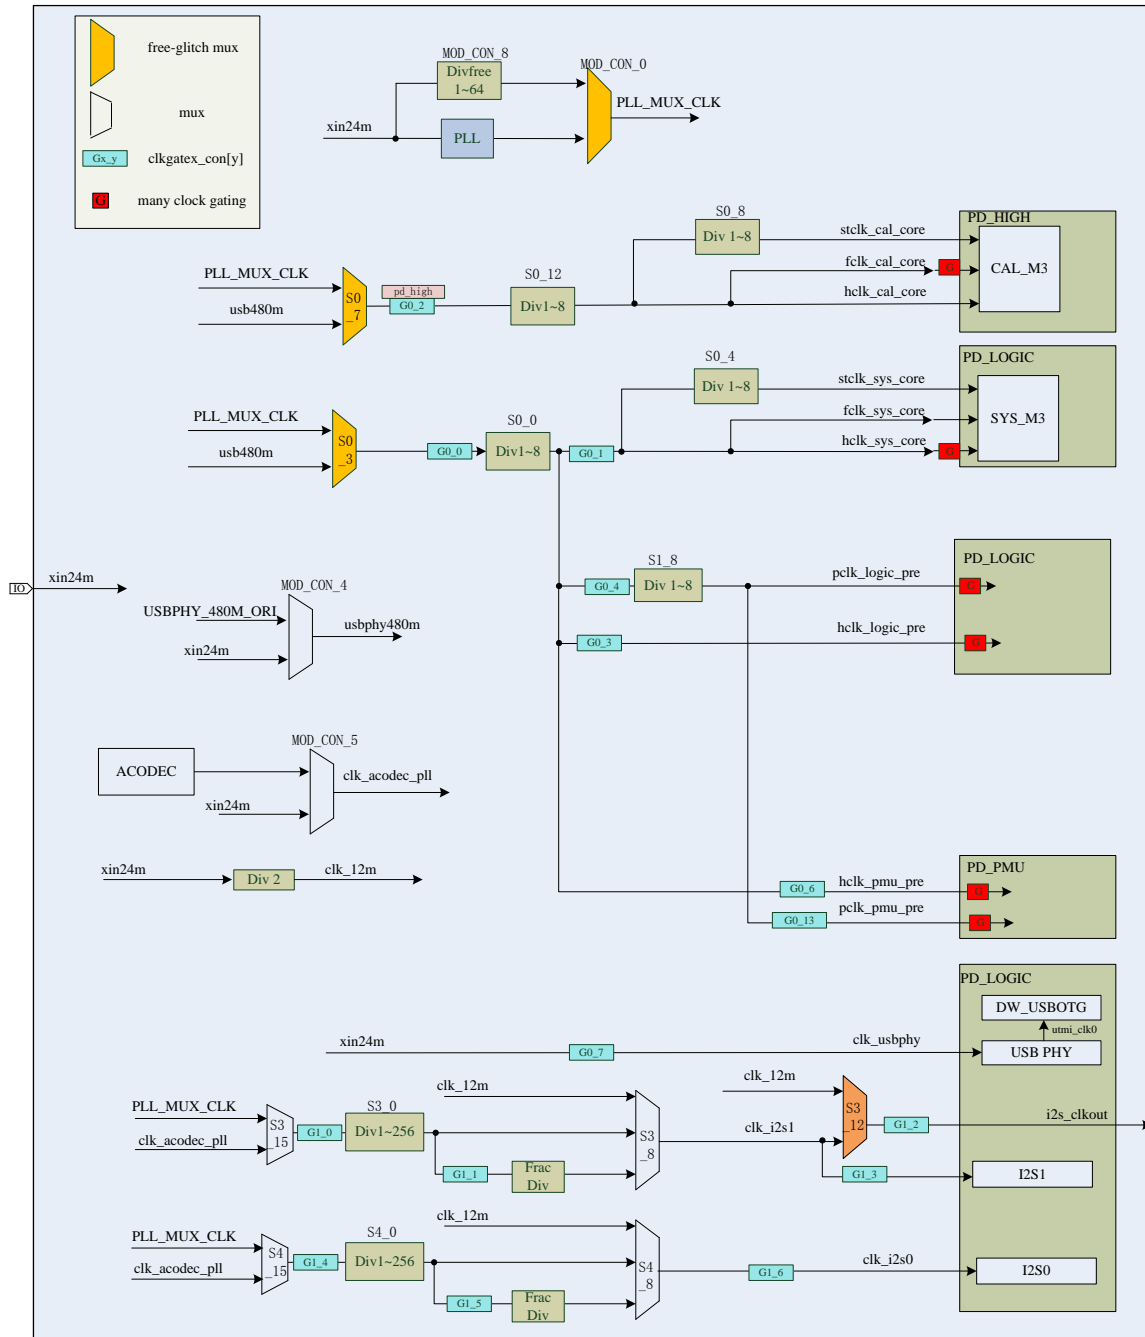 free-glitch mux
mux
Gx_y
clkgatex_con[y]
G
many clock gating
MOD_CON_8
Divfree
1~64
MOD_CON_0
PLL_MUX_CLK
xin24m
PLL
S0_8
Div 1~8
PD_HIGH
stclk_cal_core
fclk_cal_core
G
CAL_M3
hclk_cal_core
PLL_MUX_CLK
usb480m
S0
_7
pd_high
G0_2
S0_12
Div1~8
S0_4
Div 1~8
PD_LOGIC
stclk_sys_core
fclk_sys_core
SYS_M3
hclk_sys_core
G
PLL_MUX_CLK
usb480m
S0
_3
G0_0
S0_0
Div1~8
G0_1
IO
xin24m
S1_8
G0_4
Div 1~8
pclk_logic_pre
PD_LOGIC
G
G0_3
hclk_logic_pre
G
MOD_CON_4
USBPHY_480M_ORI
usbphy480m
xin24m
MOD_CON_5
ACODEC
clk_acodec_pll
xin24m
xin24m
Div 2
clk_12m
PD_PMU
G0_6
hclk_pmu_pre
G
G0_13
pclk_pmu_pre
G
PD_LOGIC
DW_USBOTG
utmi_clk0
xin24m
G0_7
clk_usbphy
USB PHY
PLL_MUX_CLK
clk_acodec_pll
S3
_15
G1_0
S3_0
Div1~256
clk_12m
G1_1
Frac
Div
S3
_8
clk_i2s1
clk_12m
S3
_12
G1_2
i2s_clkout
G1_3
I2S1
PLL_MUX_CLK
clk_acodec_pll
S4
_15
G1_4
S4_0
Div1~256
clk_12m
G1_5
Frac
Div
S4
_8
G1_6
clk_i2s0
I2S0